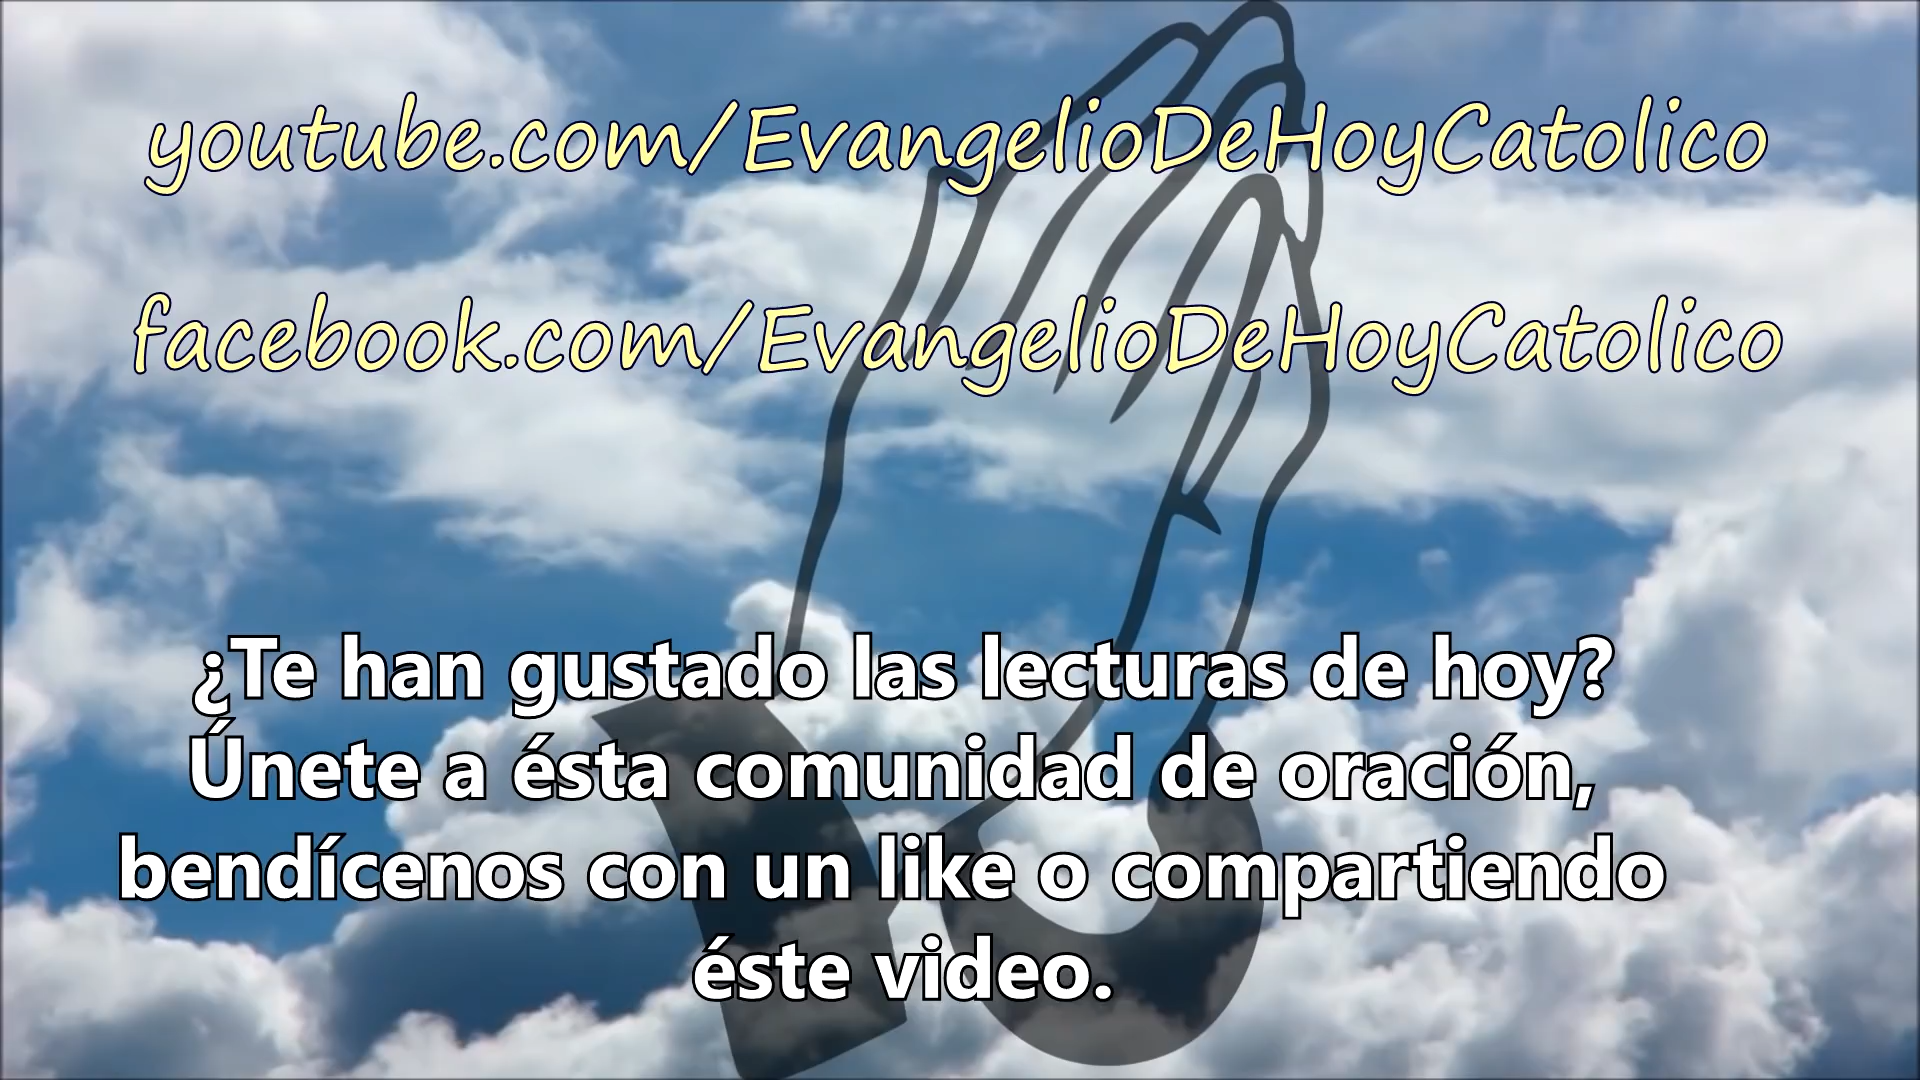 youtube.com/EvangelioDeHoyCatolico
facebook.com/EvangelioDeHoyCatolico
¿Te han gustado las lecturas de hoy?
Únete a ésta comunidad de oración,
bendícenos con un like o compartiendo
éste video.